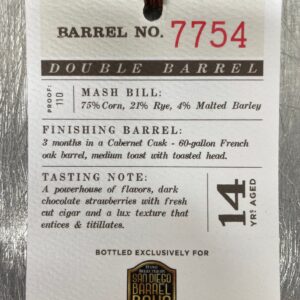 BARREL NO. 7754
DOUBLE BARREL
PROOF: 110
MASH BILL:
75% Corn, 21% Rye, 4% Malted Barley
FINISHING BARREL:
3 months in a Cabernet Cask - 60-gallon French
oak barrel, medium toast with toasted head.
TASTING NOTE:
A powerhouse of flavors, dark
chocolate strawberries with fresh
cut cigar and a lux texture that
entices & titillates.
14
YR: AGED
BOTTLED EXCLUSIVELY FOR
SAN DIEGO
BARREL
BOYS